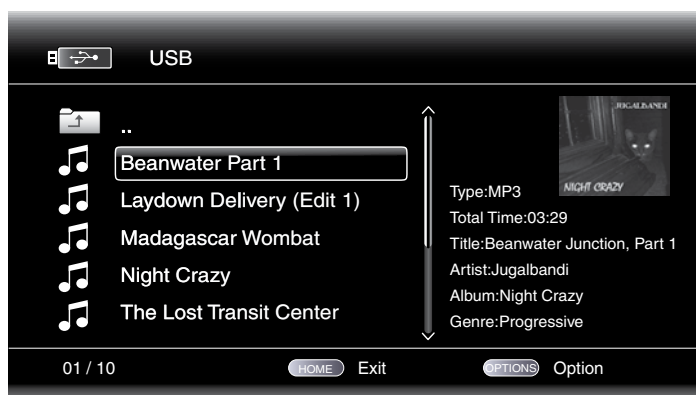 USB
..
Beanwater Part 1
Laydown Delivery (Edit 1)
Madagascar Wombat
Night Crazy
The Lost Transit Center
JUGALBANDI
NIGHT CRAZY
Type:MP3
Total Time:03:29
Title:Beanwater Junction, Part 1
Artist:Jugalbandi
Album:Night Crazy
Genre:Progressive
01 / 10
HOME Exit
OPTIONS Option